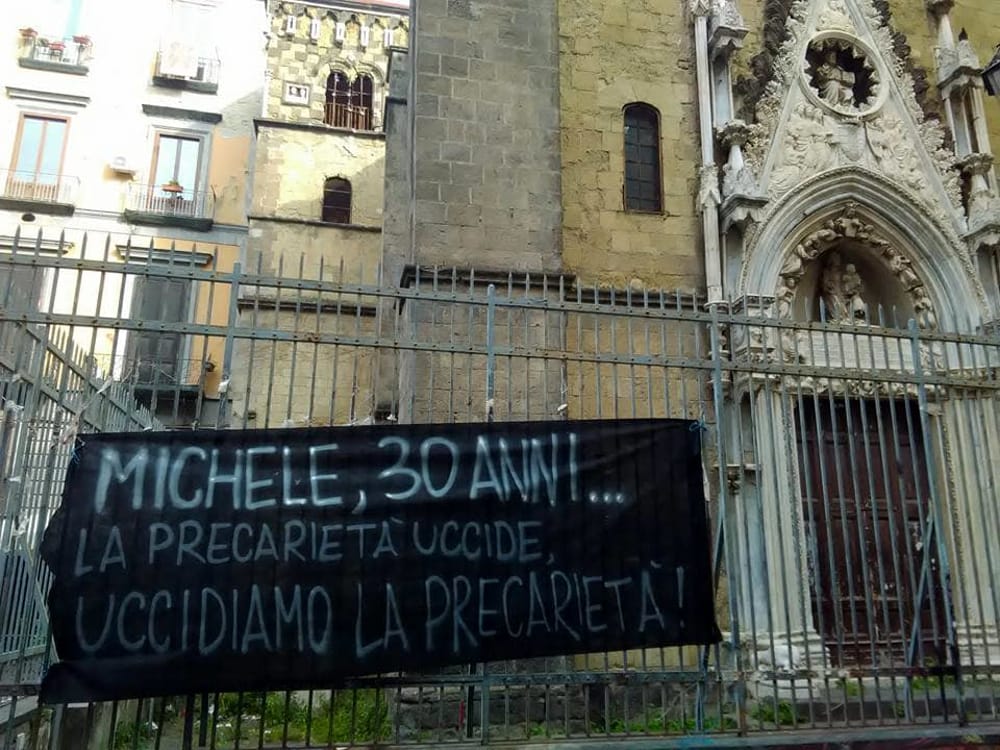 MICHELE, 30 ANNI...
LA PRECARIETÀ UCCIDE,
UCCIDIAMO LA PRECARIETÀ!